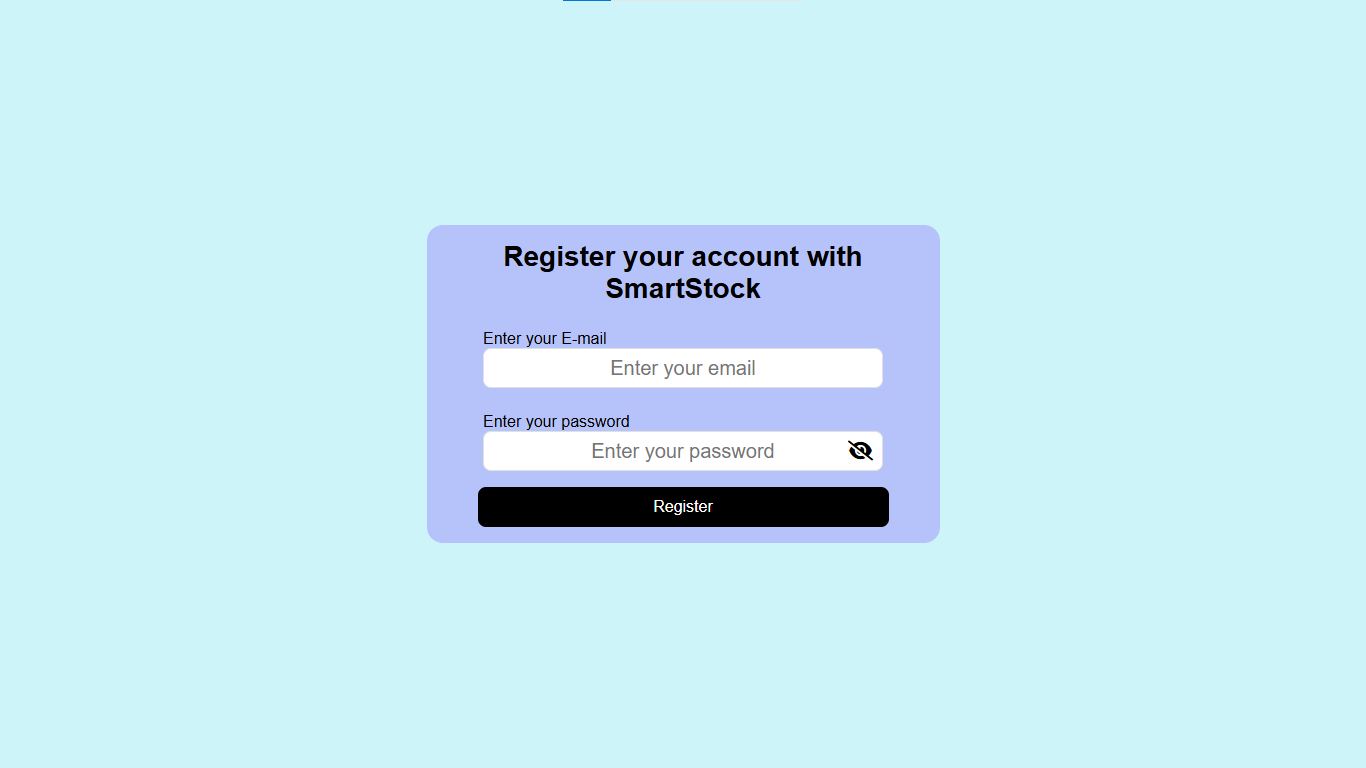 Register your account with
SmartStock
Enter your E-mail
Enter your email
Enter your password
Enter your password
Register